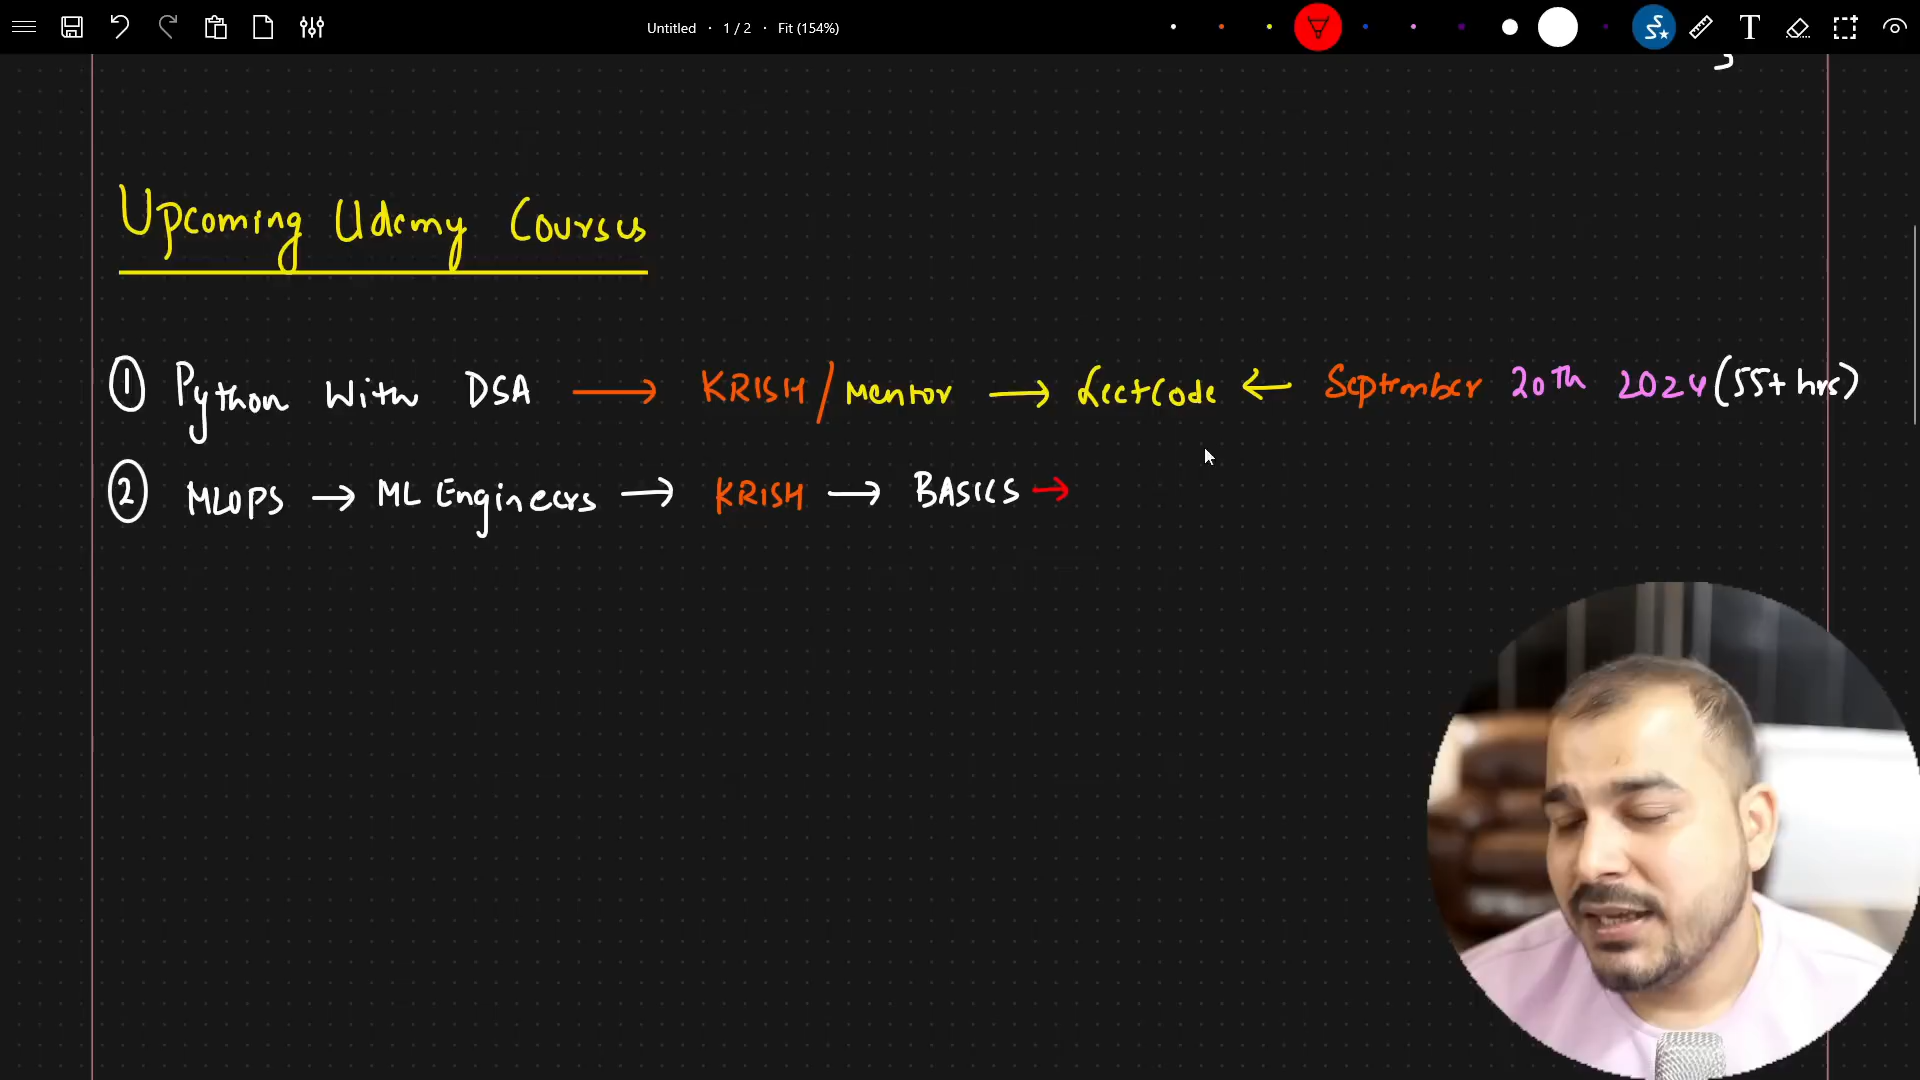 Untitled · 1 / 2 · Fit (154%)
Upcoming Udemy Courses
① Python With DSA → KRISH / Mentor → LeetCode ← September 20th 2024 (55+ hrs)
② MLOPS → ML Engineers → KRISH → BASICS →